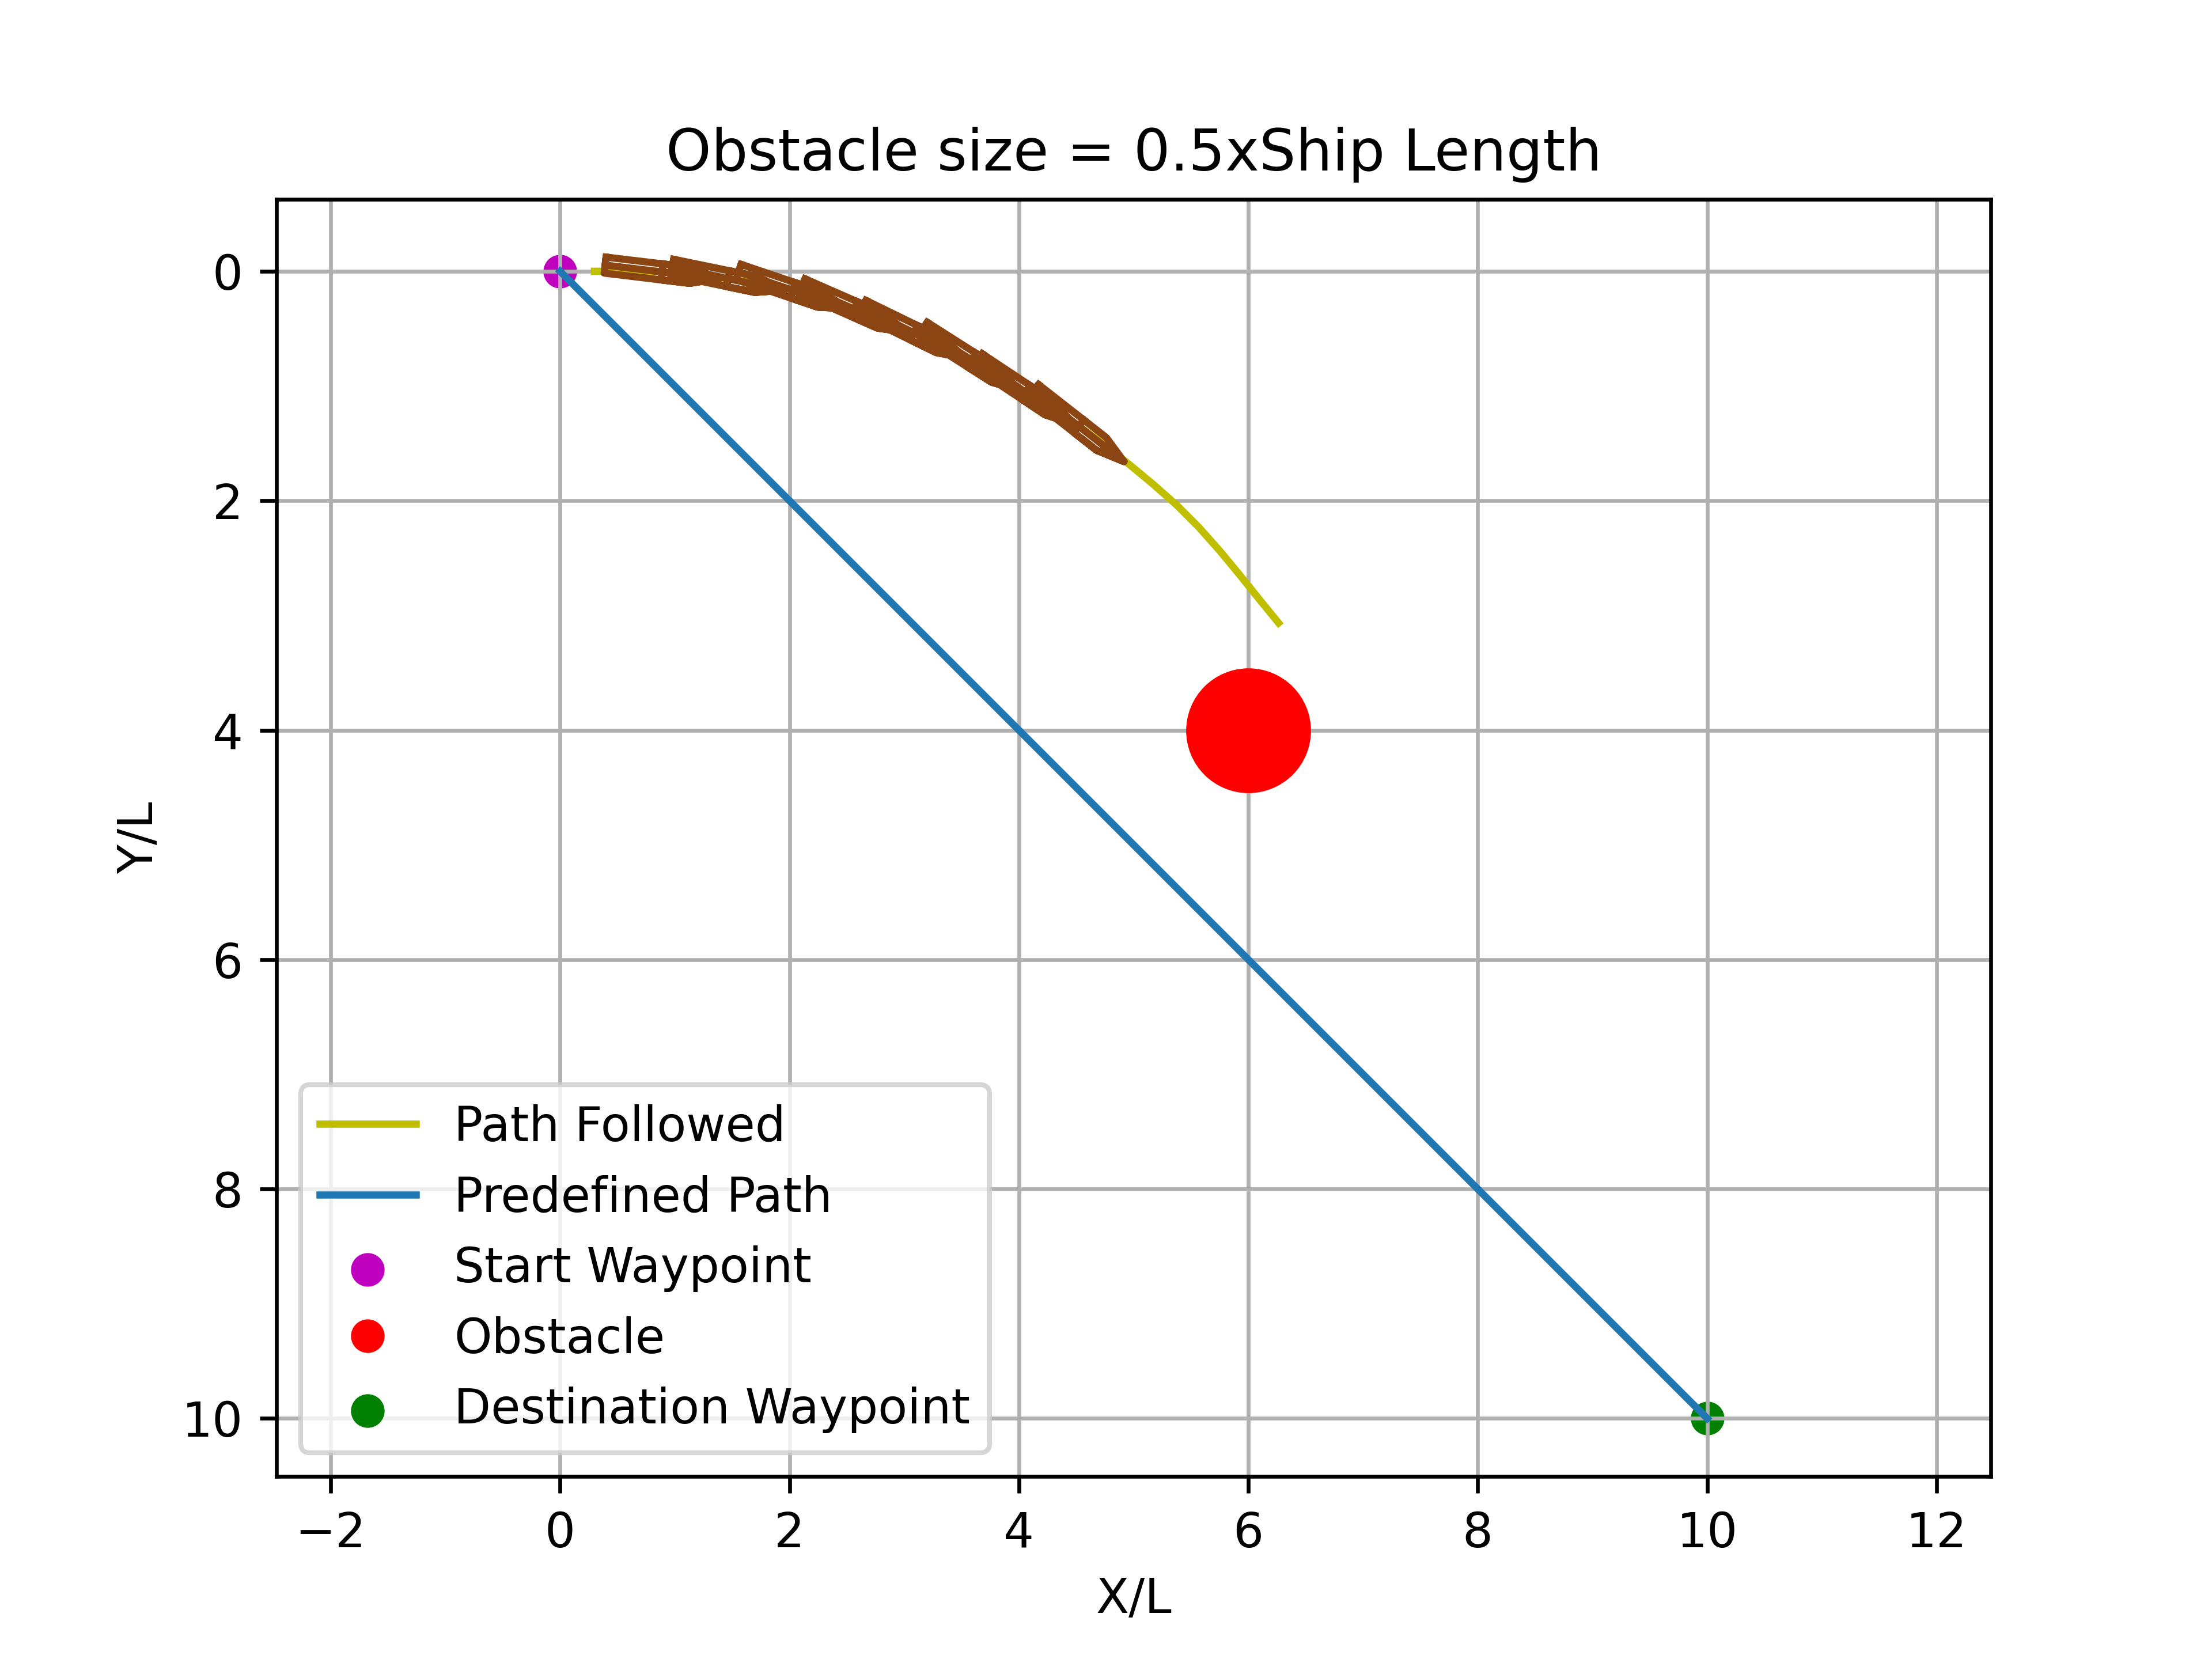 Obstacle size = 0.5xShip Length
0
2
4
6
8
10
Y/L
Path Followed
Predefined Path
Start Waypoint
Obstacle
Destination Waypoint
−2 0 2 4 6 8 10 12
X/L